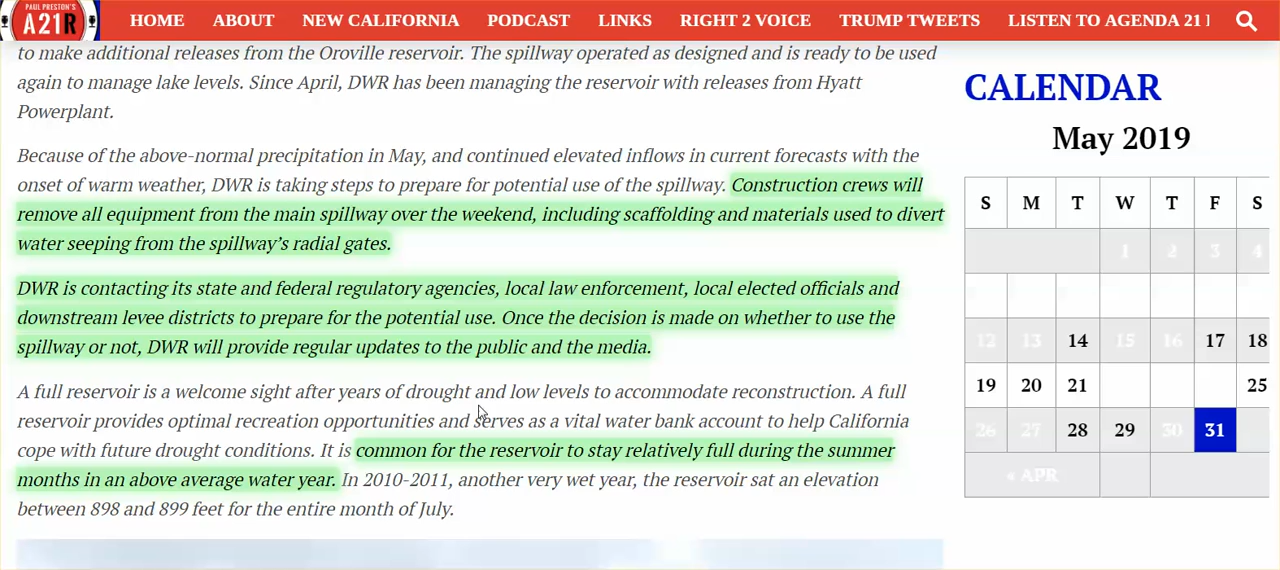 PAUL PRESTON'S
A21R
HOME ABOUT NEW CALIFORNIA PODCAST LINKS RIGHT 2 VOICE TRUMP TWEETS LISTEN TO AGENDA 21
to make additional releases from the Oroville reservoir. The spillway operated as designed and is ready to be used
again to manage lake levels. Since April, DWR has been managing the reservoir with releases from Hyatt
Powerplant.
Because of the above-normal precipitation in May, and continued elevated inflows in current forecasts with the
onset of warm weather, DWR is taking steps to prepare for potential use of the spillway. Construction crews will
remove all equipment from the main spillway over the weekend, including scaffolding and materials used to divert
water seeping from the spillway’s radial gates.
DWR is contacting its state and federal regulatory agencies, local law enforcement, local elected officials and
downstream levee districts to prepare for the potential use. Once the decision is made on whether to use the
spillway or not, DWR will provide regular updates to the public and the media.
A full reservoir is a welcome sight after years of drought and low levels to accommodate reconstruction. A full
reservoir provides optimal recreation opportunities and serves as a vital water bank account to help California
cope with future drought conditions. It is common for the reservoir to stay relatively full during the summer
months in an above average water year. In 2010-2011, another very wet year, the reservoir sat an elevation
between 898 and 899 feet for the entire month of July.
CALENDAR
May 2019
S M T W T F S
1 2 3 4
12 13 14 15 16 17 18
19 20 21 25
26 27 28 29 30 31
« APR